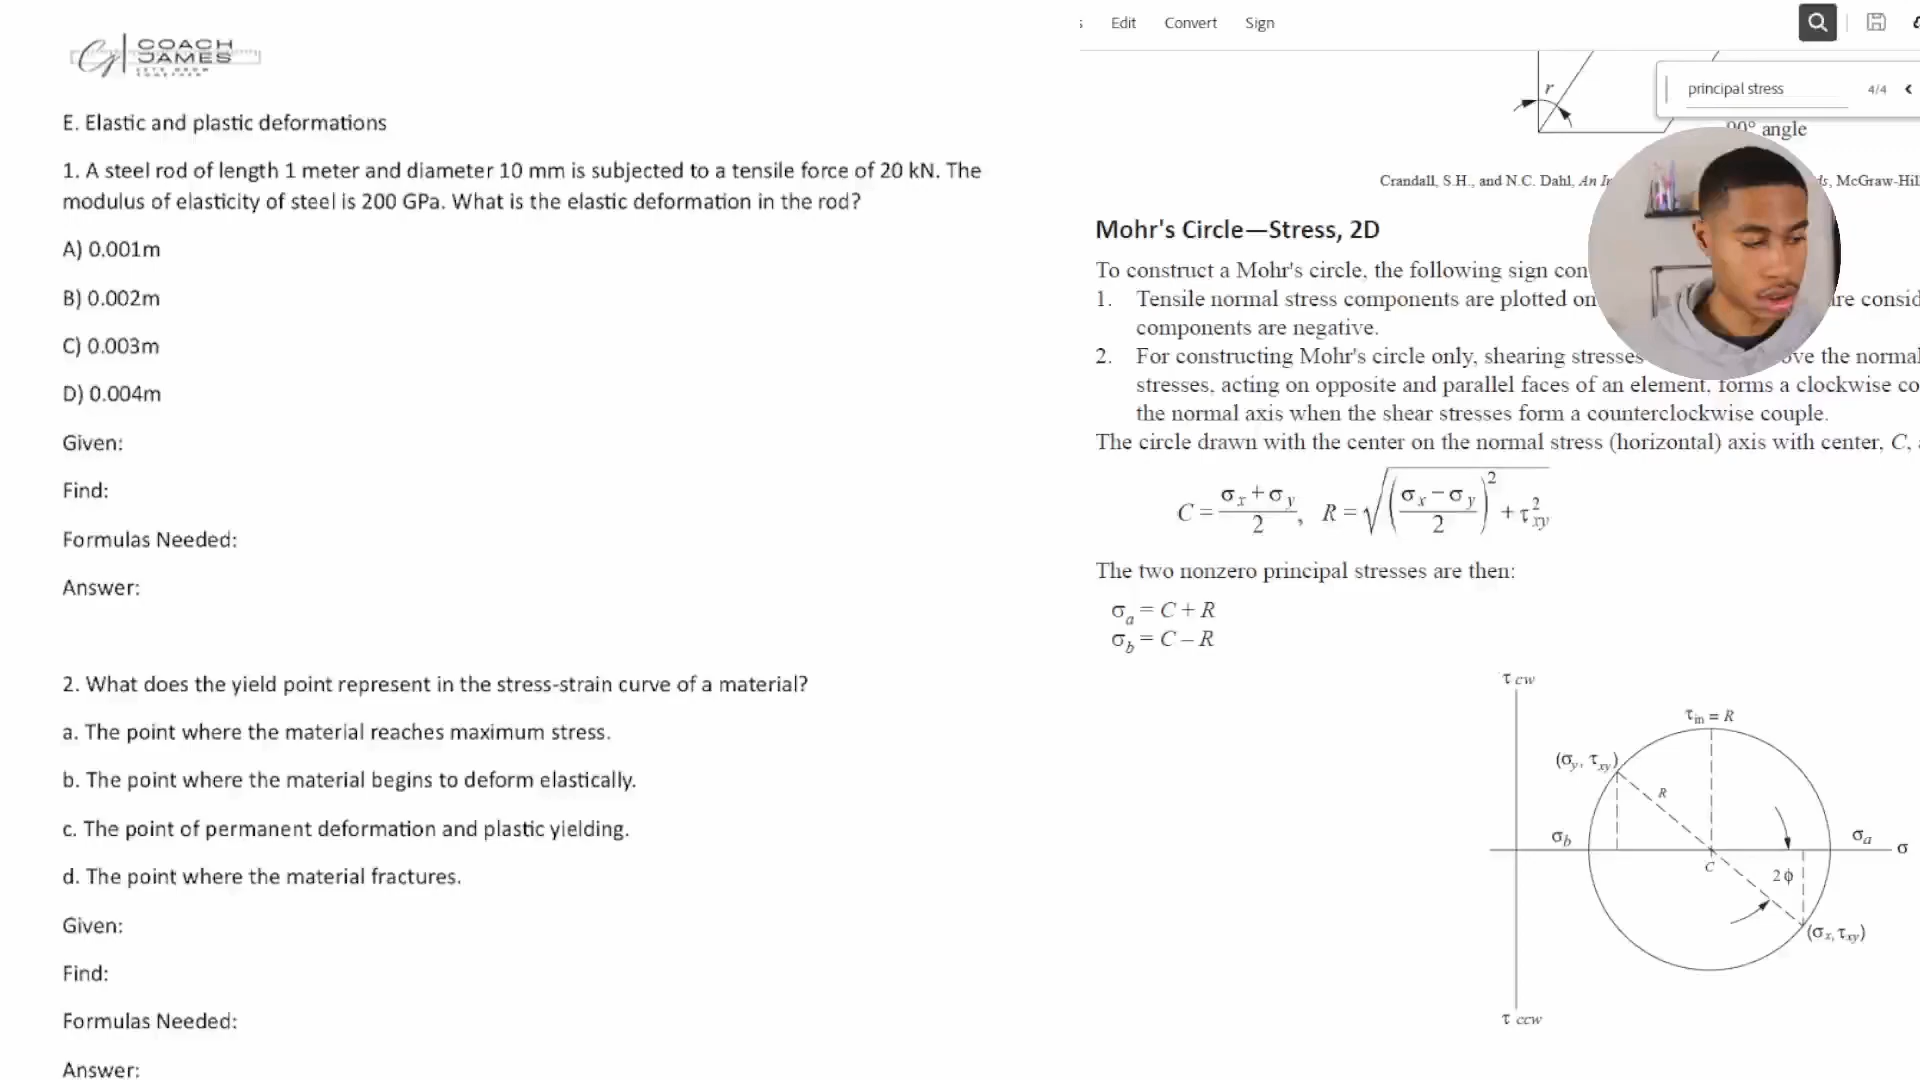 COACH
JAMES
E. Elastic and plastic deformations
1. A steel rod of length 1 meter and diameter 10 mm is subjected to a tensile force of 20 kN. The
modulus of elasticity of steel is 200 GPa. What is the elastic deformation in the rod?
A) 0.001m
B) 0.002m
C) 0.003m
D) 0.004m
Given:
Find:
Formulas Needed:
Answer:
2. What does the yield point represent in the stress-strain curve of a material?
a. The point where the material reaches maximum stress.
b. The point where the material begins to deform elastically.
c. The point of permanent deformation and plastic yielding.
d. The point where the material fractures.
Given:
Find:
Formulas Needed:
Answer:
Edit Convert Sign
principal stress 4/4
r
90° angle
Crandall, S.H., and N.C. Dahl, An McGraw-Hill
Mohr's Circle—Stress, 2D
To construct a Mohr's circle, the following sign
1. Tensile normal stress components are plotted on
components are negative.
2. For constructing Mohr's circle only, shearing stresses the normal
stresses, acting on opposite and parallel faces of an element, forms a clockwise
the normal axis when the shear stresses form a counterclockwise couple.
The circle drawn with the center on the normal stress (horizontal) axis with center, C,
C = (σx + σy)/2, R = √(((σx − σy)/2)² + τxy²)
The two nonzero principal stresses are then:
σa = C + R
σb = C – R
τ cw
τin = R
(σy, τxy)
R
σb
σa
σ
C
2ϕ
(σx, τxy)
τ ccw